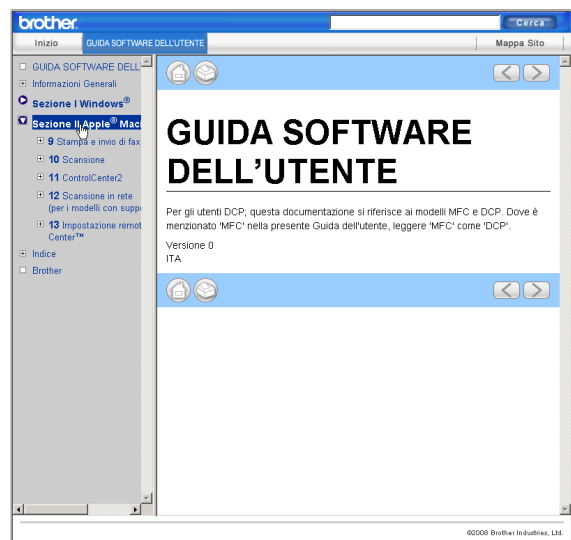 brother.
Cerca
Inizio
GUIDA SOFTWARE DELL'UTENTE
Mappa Sito
GUIDA SOFTWARE DELL'
Informazioni Generali
Sezione I Windows®
Sezione II Apple® Mac
9 Stampa e invio di fax
10 Scansione
11 ControlCenter2
12 Scansione in rete
(per i modelli con suppo
13 Impostazione remot
Center™
Indice
Brother
GUIDA SOFTWARE
DELL'UTENTE
Per gli utenti DCP; questa documentazione si riferisce ai modelli MFC e DCP. Dove è
menzionato 'MFC' nella presente Guida dell'utente, leggere 'MFC' come 'DCP'.
Versione 0
ITA
©2008 Brother Industries, Ltd.